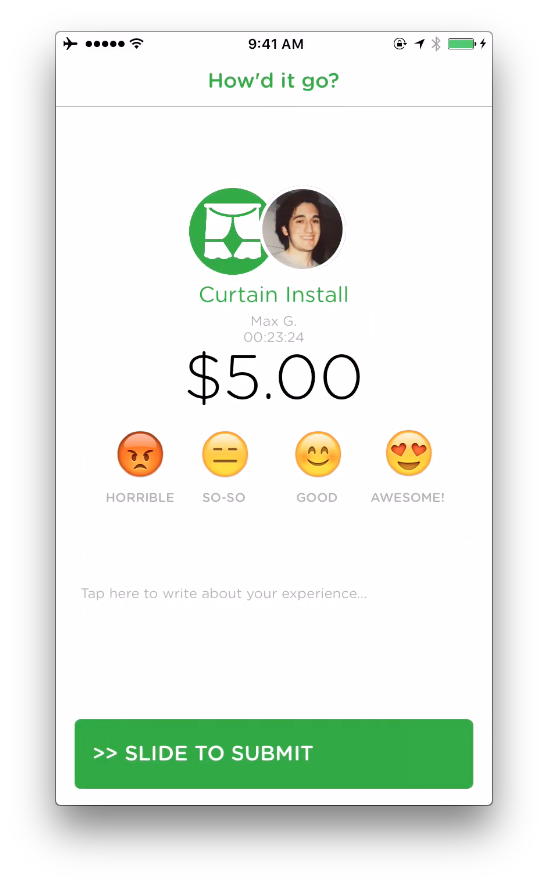 9:41 AM
How'd it go?
Curtain Install
Max G.
00:23:24
$5.00
HORRIBLE SO-SO GOOD AWESOME!
Tap here to write about your experience...
>> SLIDE TO SUBMIT